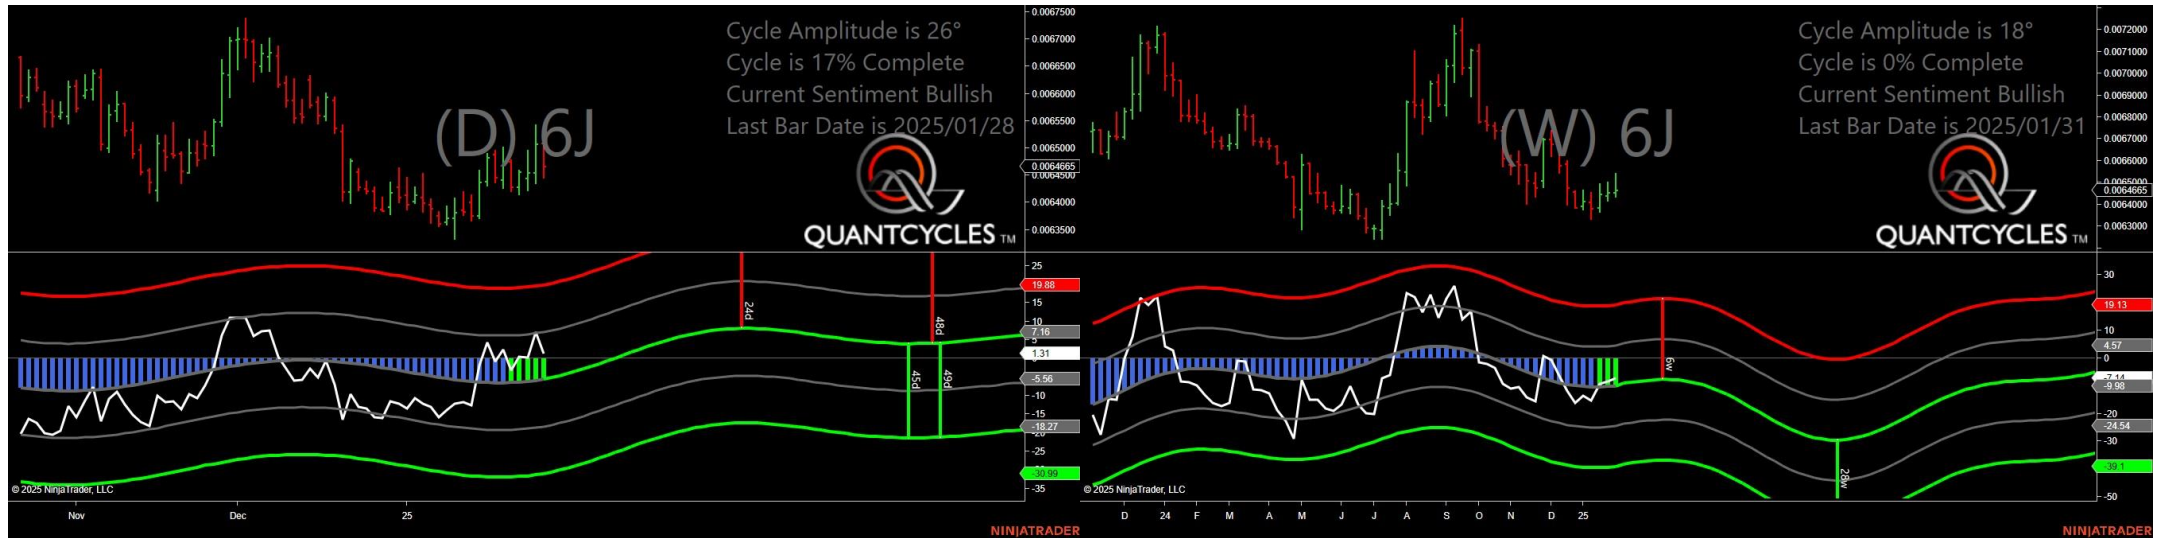 Cycle Amplitude is 26°
Cycle is 17% Complete
Current Sentiment Bullish
Last Bar Date is 2025/01/28
(D) 6J
QUANTCYCLES TM
0.0067500
0.0067000
0.0066500
0.0066000
0.0065500
0.0065000
0.0064665
0.0064500
0.0064000
0.0063500
24d
48d
45d
49d
25
19.88
15
10
7.16
5
1.31
-5.56
-10
-15
-18.27
-20
-25
-30.99
-35
© 2025 NinjaTrader, LLC
Nov
Dec
25
NINJATRADER
Cycle Amplitude is 18°
Cycle is 0% Complete
Current Sentiment Bullish
Last Bar Date is 2025/01/31
(W) 6J
QUANTCYCLES TM
0.0072000
0.0071000
0.0070000
0.0069000
0.0068000
0.0067000
0.0066000
0.0065000
0.0064665
0.0064000
0.0063000
6w
28w
30
19.13
10
4.57
0
-7.14
-9.98
-20
-24.54
-30
-39.1
-50
© 2025 NinjaTrader, LLC
D 24 F M A M J J A S O N D 25
NINJATRADER